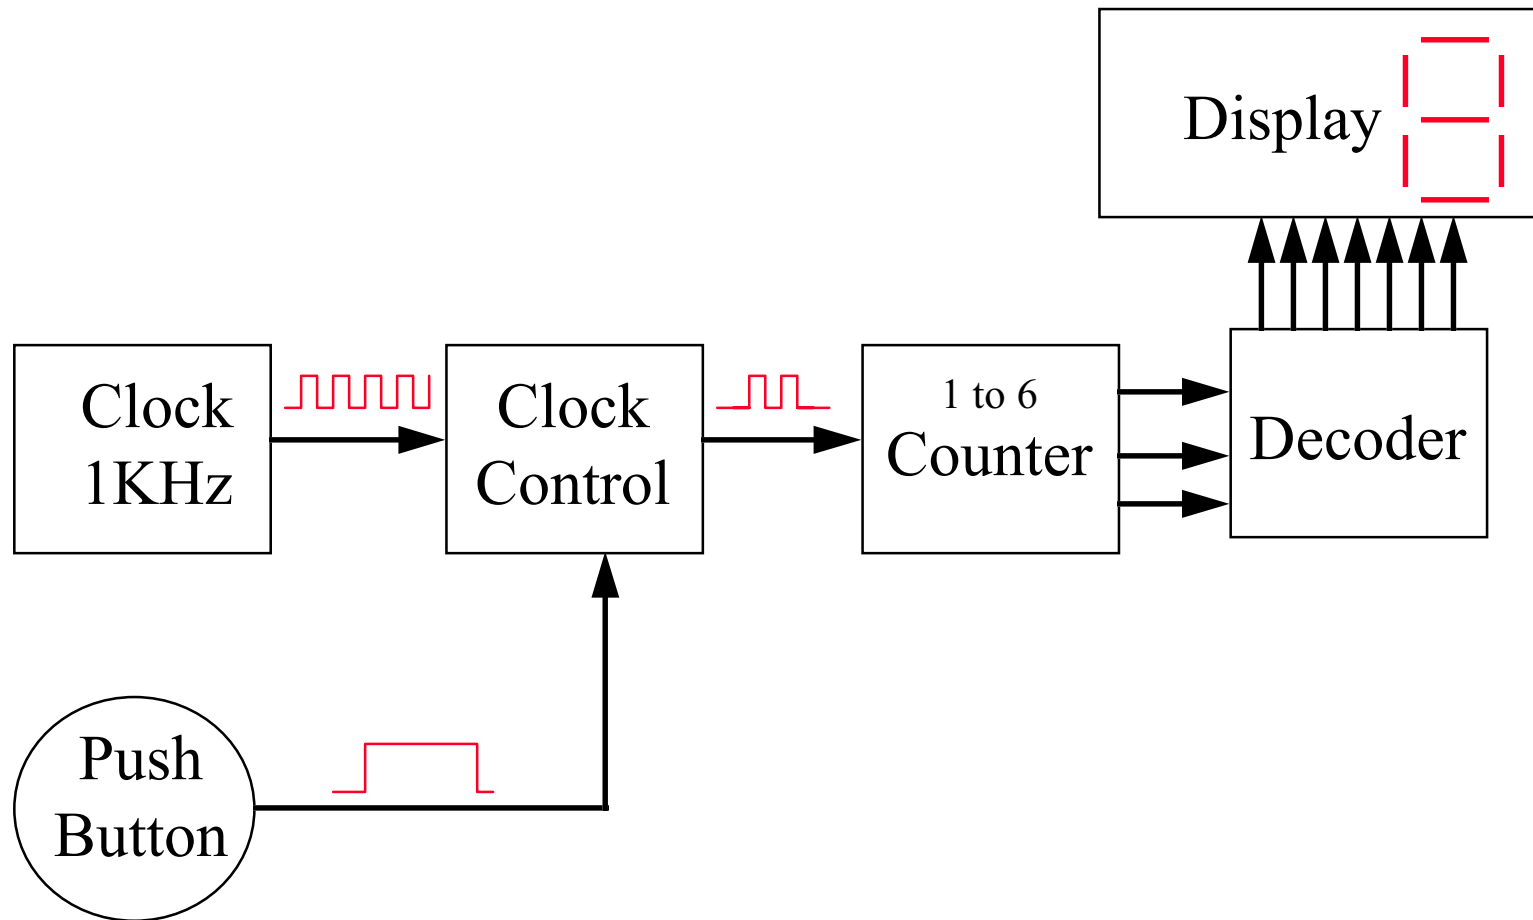 Display
Clock
1KHz
Clock
Control
1 to 6
Counter
Decoder
Push
Button